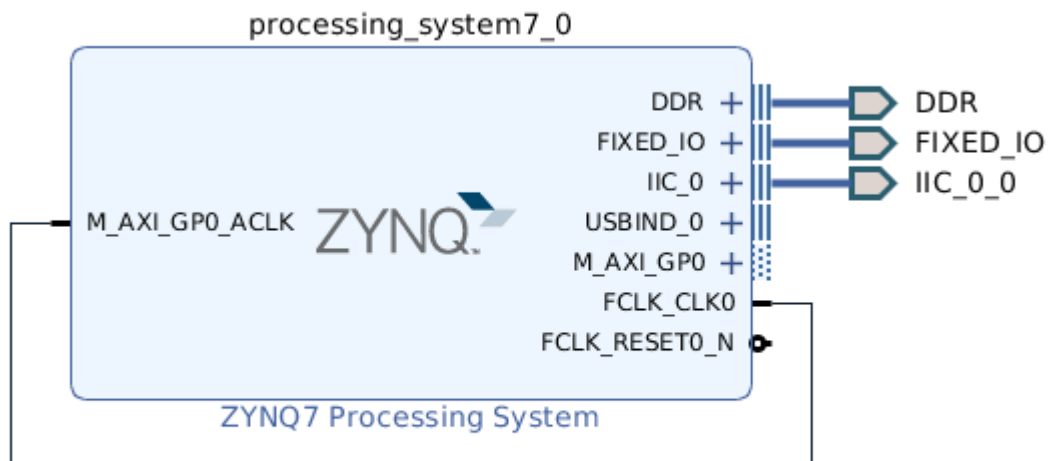 processing_system7_0
DDR
FIXED_IO
IIC_0
M_AXI_GP0_ACLK
ZYNQ
USBIND_0
M_AXI_GP0
FCLK_CLK0
FCLK_RESET0_N
DDR
FIXED_IO
IIC_0_0
ZYNQ7 Processing System